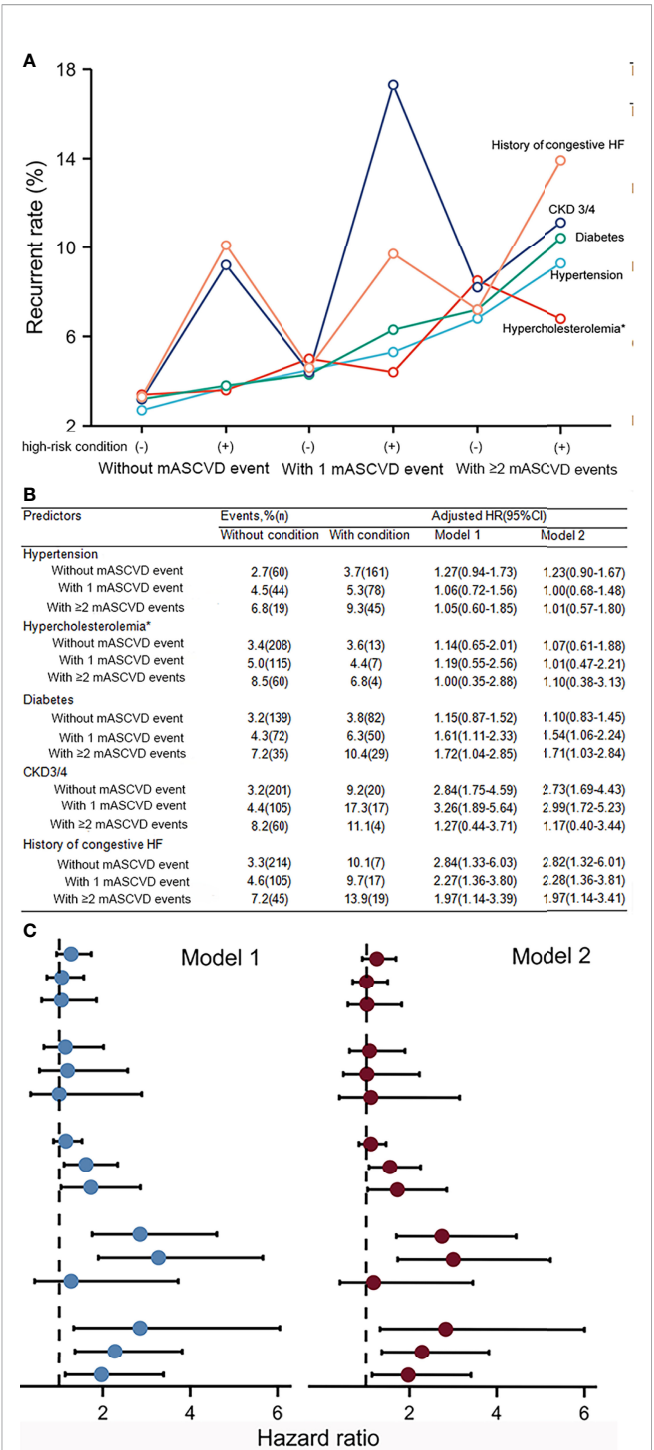 A
18
14
10
6
2
Recurrent rate (%)
History of congestive HF
CKD 3/4
Diabetes
Hypertension
Hypercholesterolemia*
high-risk condition (-) (+) (-) (+) (-) (+)
Without mASCVD event With 1 mASCVD event With ≥2 mASCVD events
B
Predictors Events,%(n) Adjusted HR(95%CI)
Without condition With condition Model 1 Model 2
Hypertension
Without mASCVD event 2.7(60) 3.7(161) 1.27(0.94-1.73) 1.23(0.90-1.67)
With 1 mASCVD event 4.5(44) 5.3(78) 1.06(0.72-1.56) 1.00(0.68-1.48)
With ≥2 mASCVD events 6.8(19) 9.3(45) 1.05(0.60-1.85) 1.01(0.57-1.80)
Hypercholesterolemia*
Without mASCVD event 3.4(208) 3.6(13) 1.14(0.65-2.01) 1.07(0.61-1.88)
With 1 mASCVD event 5.0(115) 4.4(7) 1.19(0.55-2.56) 1.01(0.47-2.21)
With ≥2 mASCVD events 8.5(60) 6.8(4) 1.00(0.35-2.88) 1.10(0.38-3.13)
Diabetes
Without mASCVD event 3.2(139) 3.8(82) 1.15(0.87-1.52) 1.10(0.83-1.45)
With 1 mASCVD event 4.3(72) 6.3(50) 1.61(1.11-2.33) 1.54(1.06-2.24)
With ≥2 mASCVD events 7.2(35) 10.4(29) 1.72(1.04-2.85) 1.71(1.03-2.84)
CKD3/4
Without mASCVD event 3.2(201) 9.2(20) 2.84(1.75-4.59) 2.73(1.69-4.43)
With 1 mASCVD event 4.4(105) 17.3(17) 3.26(1.89-5.64) 2.99(1.72-5.23)
With ≥2 mASCVD events 8.2(60) 11.1(4) 1.27(0.44-3.71) 1.17(0.40-3.44)
History of congestive HF
Without mASCVD event 3.3(214) 10.1(7) 2.84(1.33-6.03) 2.82(1.32-6.01)
With 1 mASCVD event 4.6(105) 9.7(17) 2.27(1.36-3.80) 2.28(1.36-3.81)
With ≥2 mASCVD events 7.2(45) 13.9(19) 1.97(1.14-3.39) 1.97(1.14-3.41)
C
Model 1 Model 2
2 4 6 2 4 6
Hazard ratio